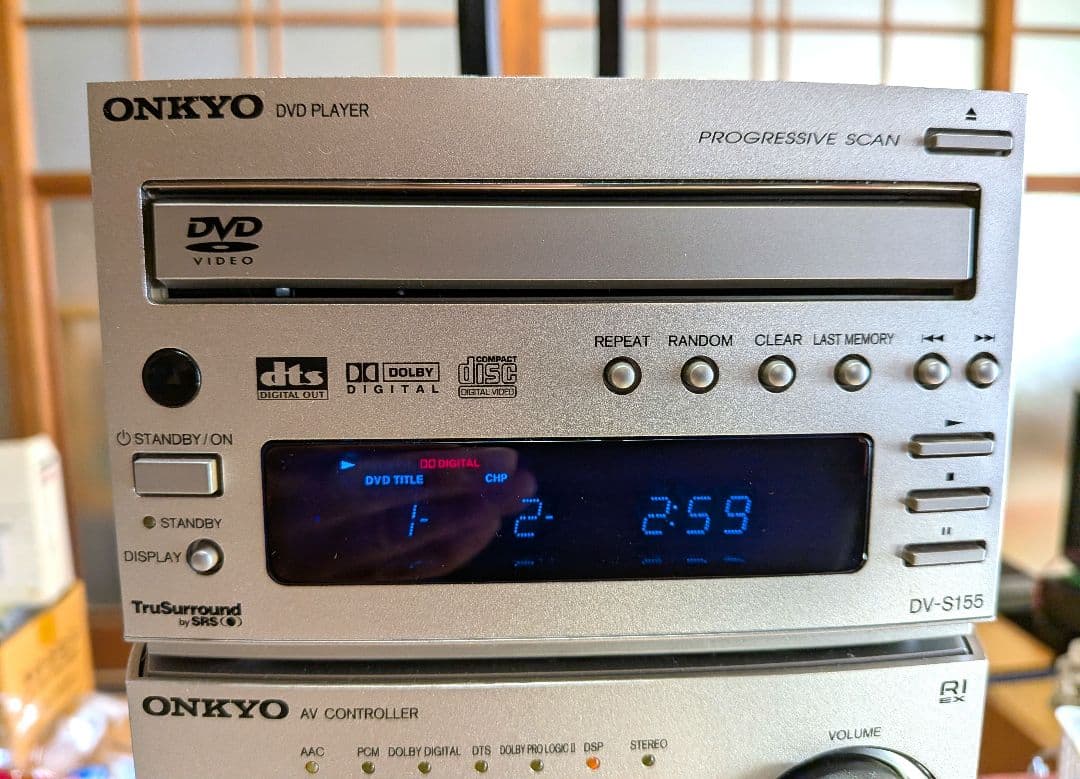 ONKYO DVD PLAYER
PROGRESSIVE SCAN
DVD
VIDEO
REPEAT RANDOM CLEAR LAST MEMORY
dts
DIGITAL OUT
DOLBY
DIGITAL
COMPACT
disc
DIGITAL VIDEO
STANDBY/ON
DIGITAL
DVD TITLE CHP
1- 2- 2:59
STANDBY
DISPLAY
TruSurround
by SRS
DV-S155
ONKYO AV CONTROLLER
RI
EX
VOLUME
AAC PCM DOLBY DIGITAL DTS DOLBY PRO LOGIC II DSP STEREO